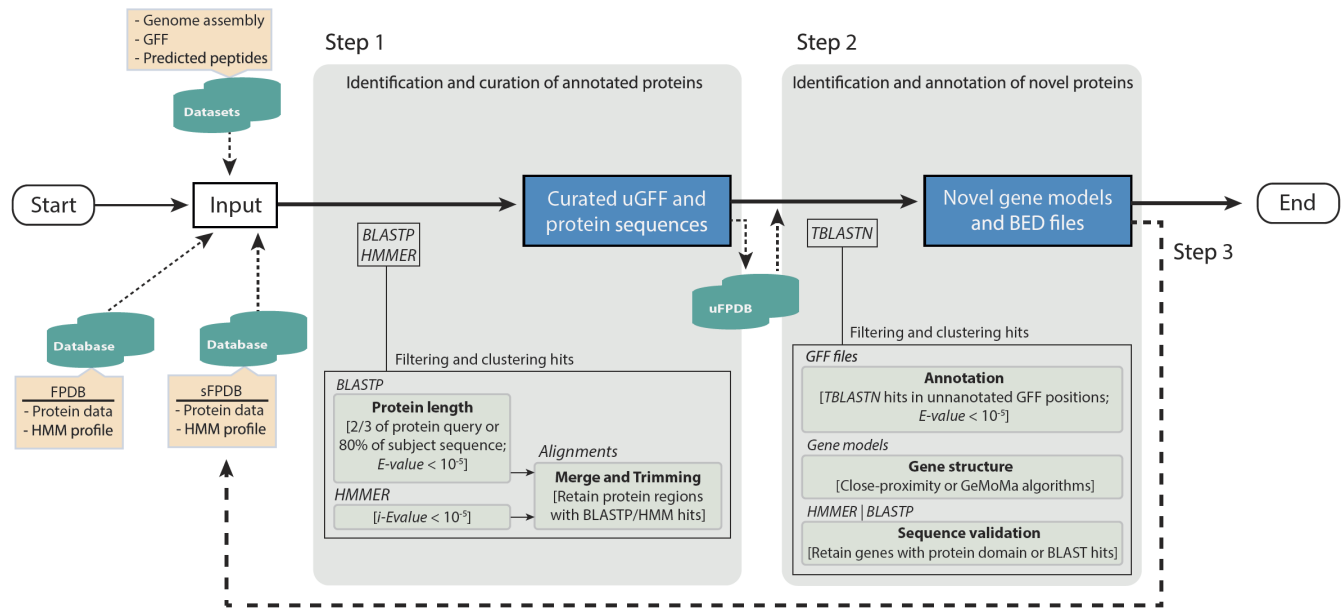 - Genome assembly
- GFF
- Predicted peptides
Datasets
Start
Input
Database
FPDB
- Protein data
- HMM profile
Database
sFPDB
- Protein data
- HMM profile
Step 1
Identification and curation of annotated proteins
Curated uGFF and
protein sequences
BLASTP
HMMER
uFPDB
Filtering and clustering hits
BLASTP
Protein length
[2/3 of protein query or
80% of subject sequence;
E-value < 10⁻⁵]
HMMER
[i-Evalue < 10⁻⁵]
Alignments
Merge and Trimming
[Retain protein regions
with BLASTP/HMM hits]
Step 2
Identification and annotation of novel proteins
Novel gene models
and BED files
TBLASTN
Filtering and clustering hits
GFF files
Annotation
[TBLASTN hits in unnanotated GFF positions;
E-value < 10⁻⁵]
Gene models
Gene structure
[Close-proximity or GeMoMa algorithms]
HMMER | BLASTP
Sequence validation
[Retain genes with protein domain or BLAST hits]
End
Step 3